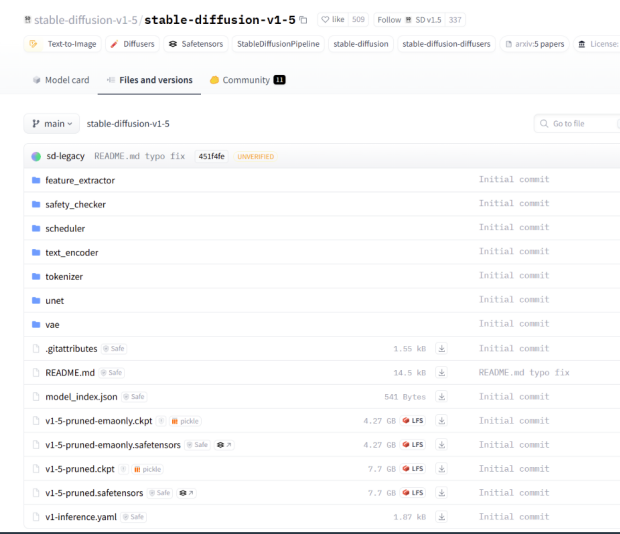 stable-diffusion-v1-5/stable-diffusion-v1-5 like 509 Follow SD v1.5 337
Text-to-Image Diffusers Safetensors StableDiffusionPipeline stable-diffusion stable-diffusion-diffusers arxiv:5 papers License:
Model card Files and versions Community 11
main stable-diffusion-v1-5 Go to file
sd-legacy README.md typo fix 451f4fe UNVERIFIED
feature_extractor Initial commit
safety_checker Initial commit
scheduler Initial commit
text_encoder Initial commit
tokenizer Initial commit
unet Initial commit
vae Initial commit
.gitattributes Safe 1.55 kB Initial commit
README.md Safe 14.5 kB README.md typo fix
model_index.json Safe 541 Bytes Initial commit
v1-5-pruned-emaonly.ckpt pickle 4.27 GB LFS Initial commit
v1-5-pruned-emaonly.safetensors Safe 4.27 GB LFS Initial commit
v1-5-pruned.ckpt pickle 7.7 GB LFS Initial commit
v1-5-pruned.safetensors Safe 7.7 GB LFS Initial commit
v1-inference.yaml Safe 1.87 kB Initial commit